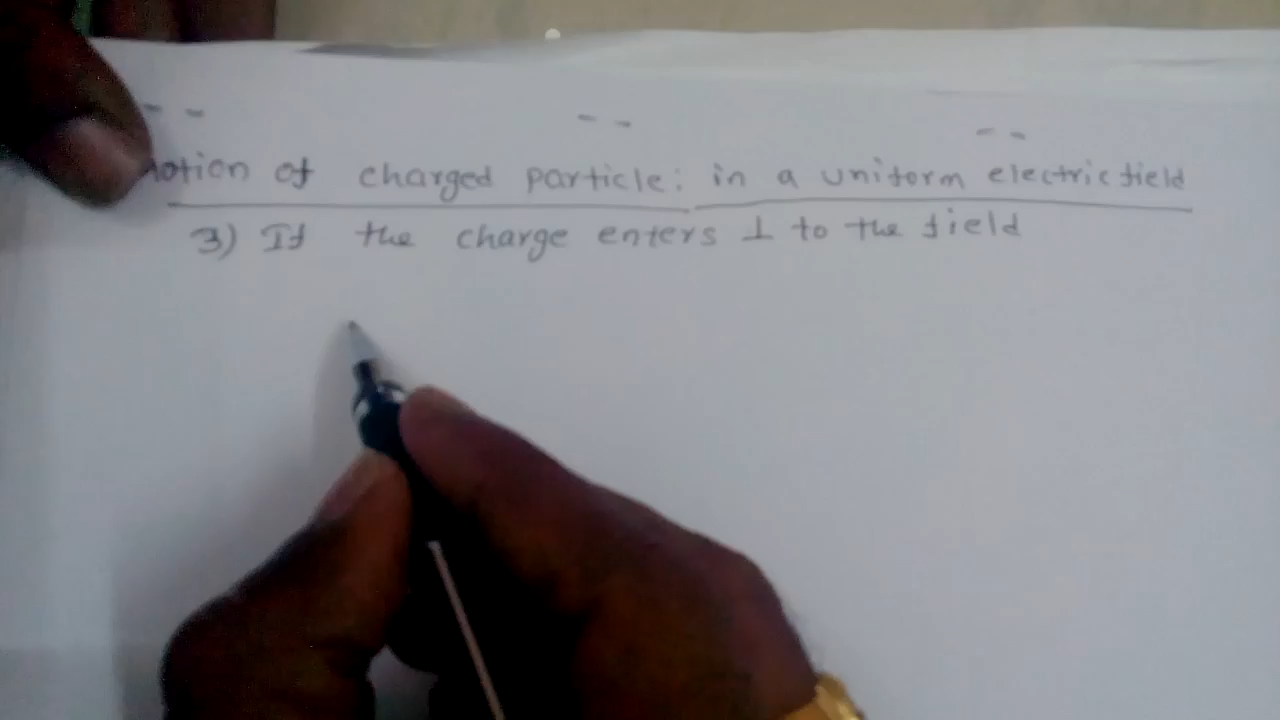 otion of charged particle: in a uniform electric field
3) If the charge enters ⊥ to the field